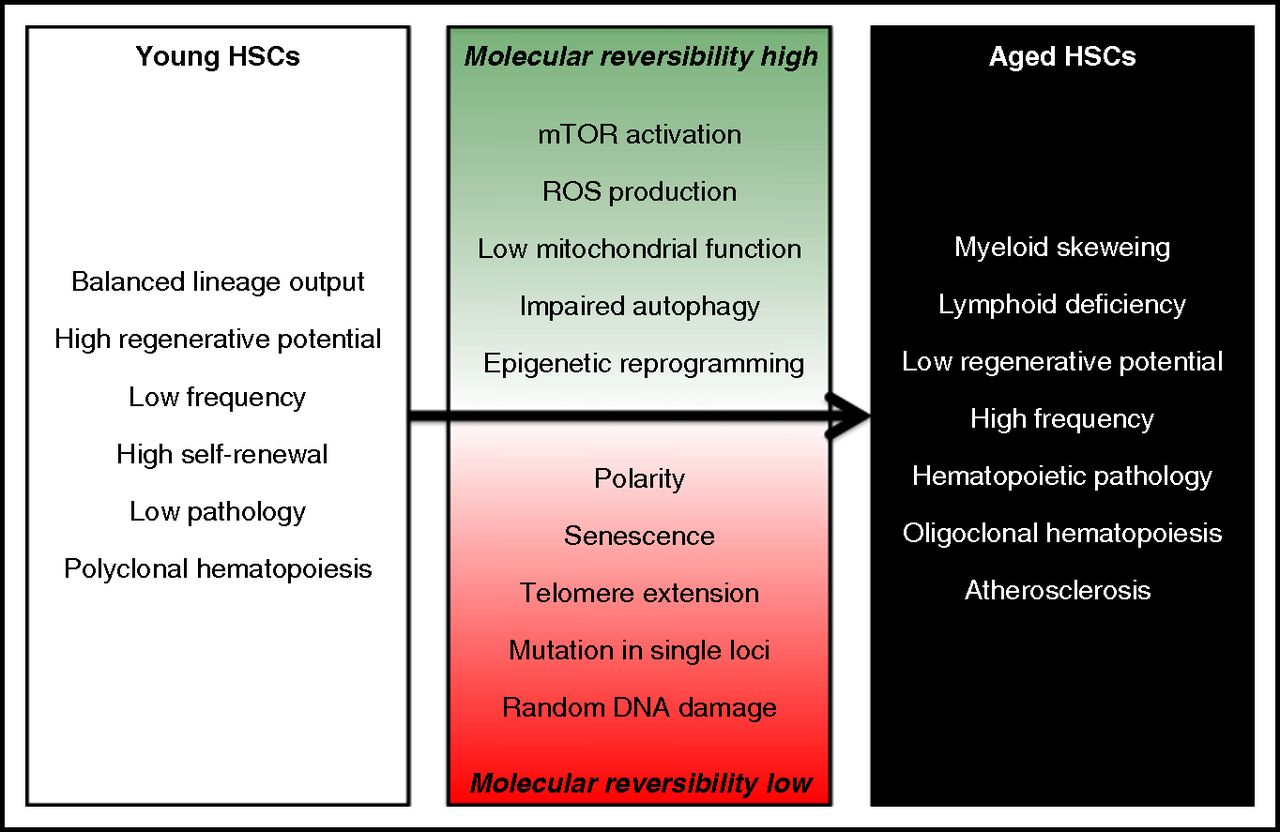 Young HSCs
Balanced lineage output
High regenerative potential
Low frequency
High self-renewal
Low pathology
Polyclonal hematopoiesis
Molecular reversibility high
mTOR activation
ROS production
Low mitochondrial function
Impaired autophagy
Epigenetic reprogramming
Polarity
Senescence
Telomere extension
Mutation in single loci
Random DNA damage
Molecular reversibility low
Aged HSCs
Myeloid skeweing
Lymphoid deficiency
Low regenerative potential
High frequency
Hematopoietic pathology
Oligoclonal hematopoiesis
Atherosclerosis